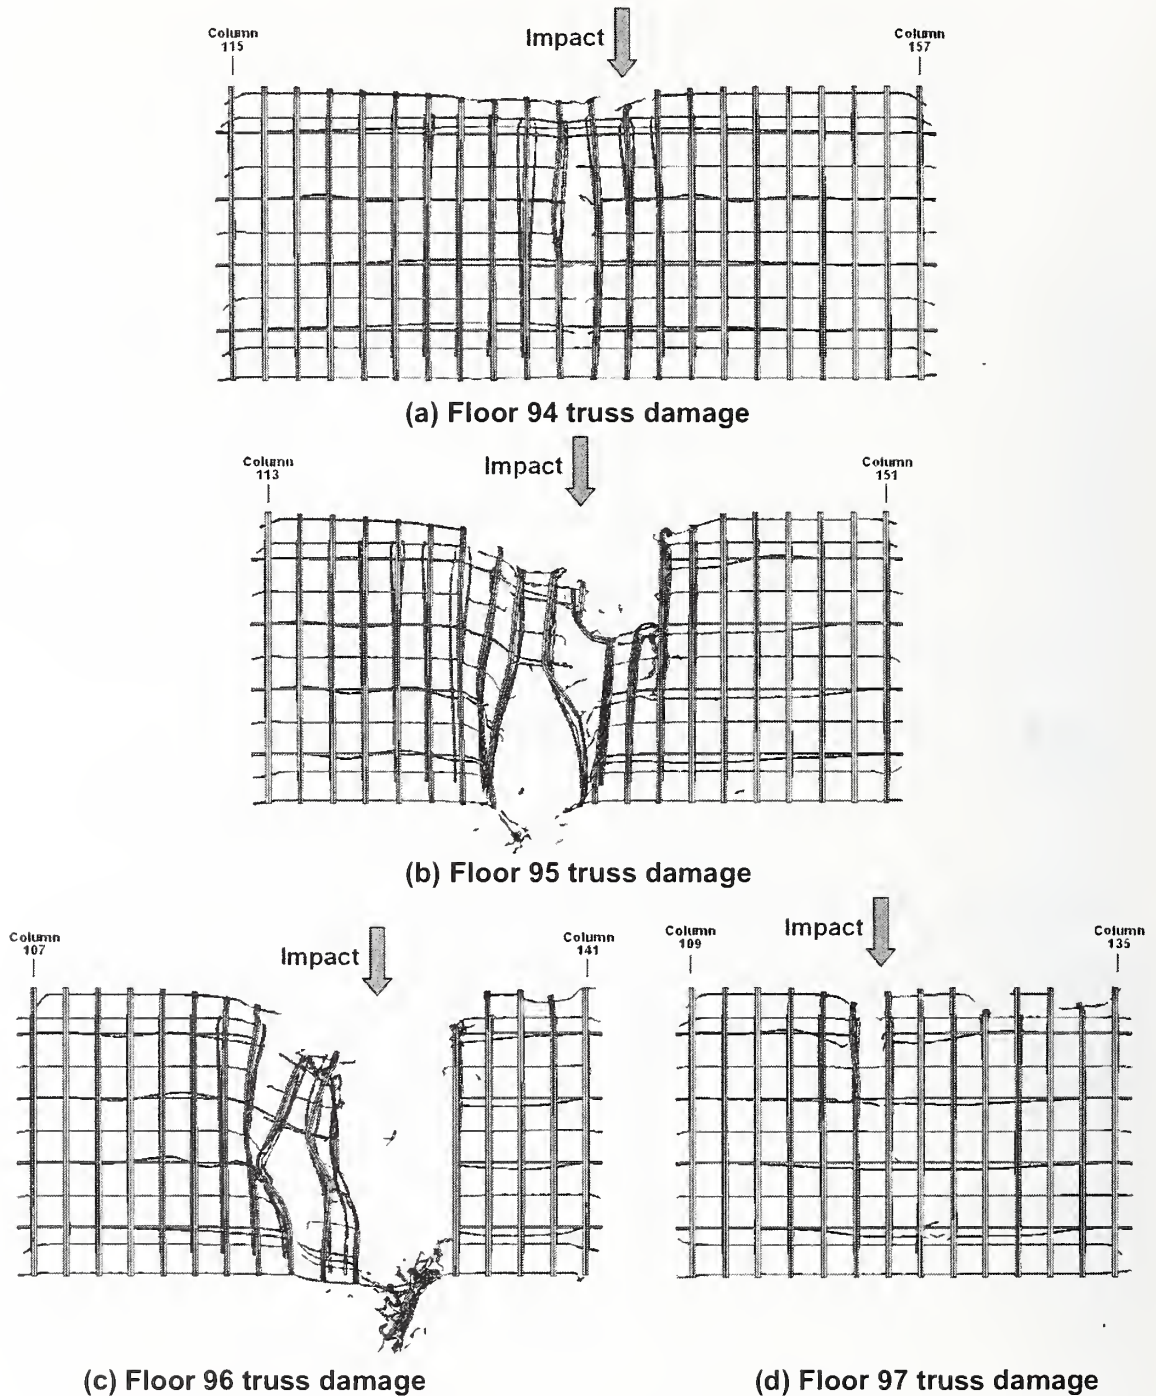 Impact
Column
115
Column
157
(a) Floor 94 truss damage
Impact
Column
113
Column
151
(b) Floor 95 truss damage
Impact
Column
107
Column
141
Impact
Column
109
Column
135
(c) Floor 96 truss damage
(d) Floor 97 truss damage